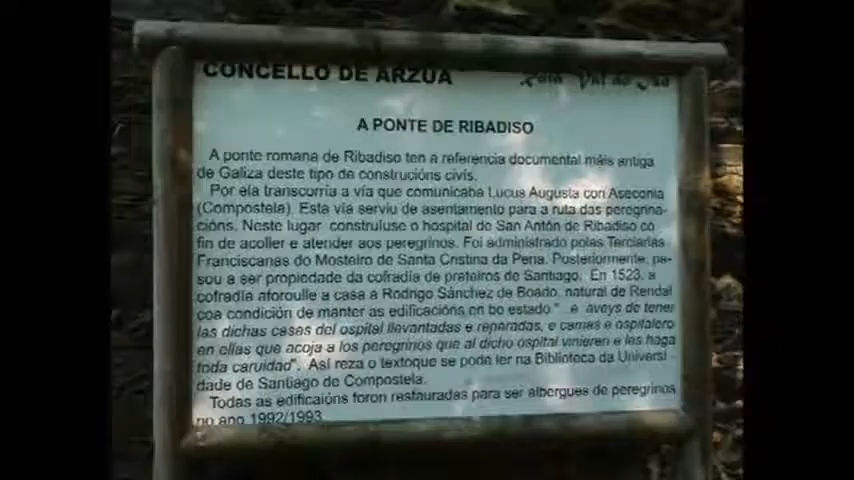 CONCELLO DE ARZUA
A PONTE DE RIBADISO
A ponte romana de Ribadiso ten a referencia documental máis antiga
de Galiza deste tipo de construcións civís.
Por ela transcorría a vía que comunicaba Lucus Augusta con Aseconia
(Compostela). Esta vía serviu de asentamento para a ruta das peregrina-
cións. Neste lugar construiuse o hospital de San Antón de Ribadiso co
fin de acoller e atender aos peregrinos. Foi administrado polas Terciarias
Franciscanas do Mosteiro de Santa Cristina da Pena. Posteriormente, pa-
sou a ser propiedade da cofradía de prateiros de Santiago. En 1523, a
cofradía aforoulle a casa a Rodrigo Sánchez de Boado, natural de Rendal
coa condición de manter as edificacións en bo estado "...e aveys de tener
las dichas casas del ospital llevantadas e reparadas, e camas e ospitalero
en ellas que acoja a los peregrinos que al dicho ospital vinieren e les haga
toda caruidad". Así reza o textoque se pode ler na Biblioteca da Universi-
dade de Santiago de Compostela.
Todas as edificaións foron restauradas para ser albergues de peregrinos
no ano 1992/1993